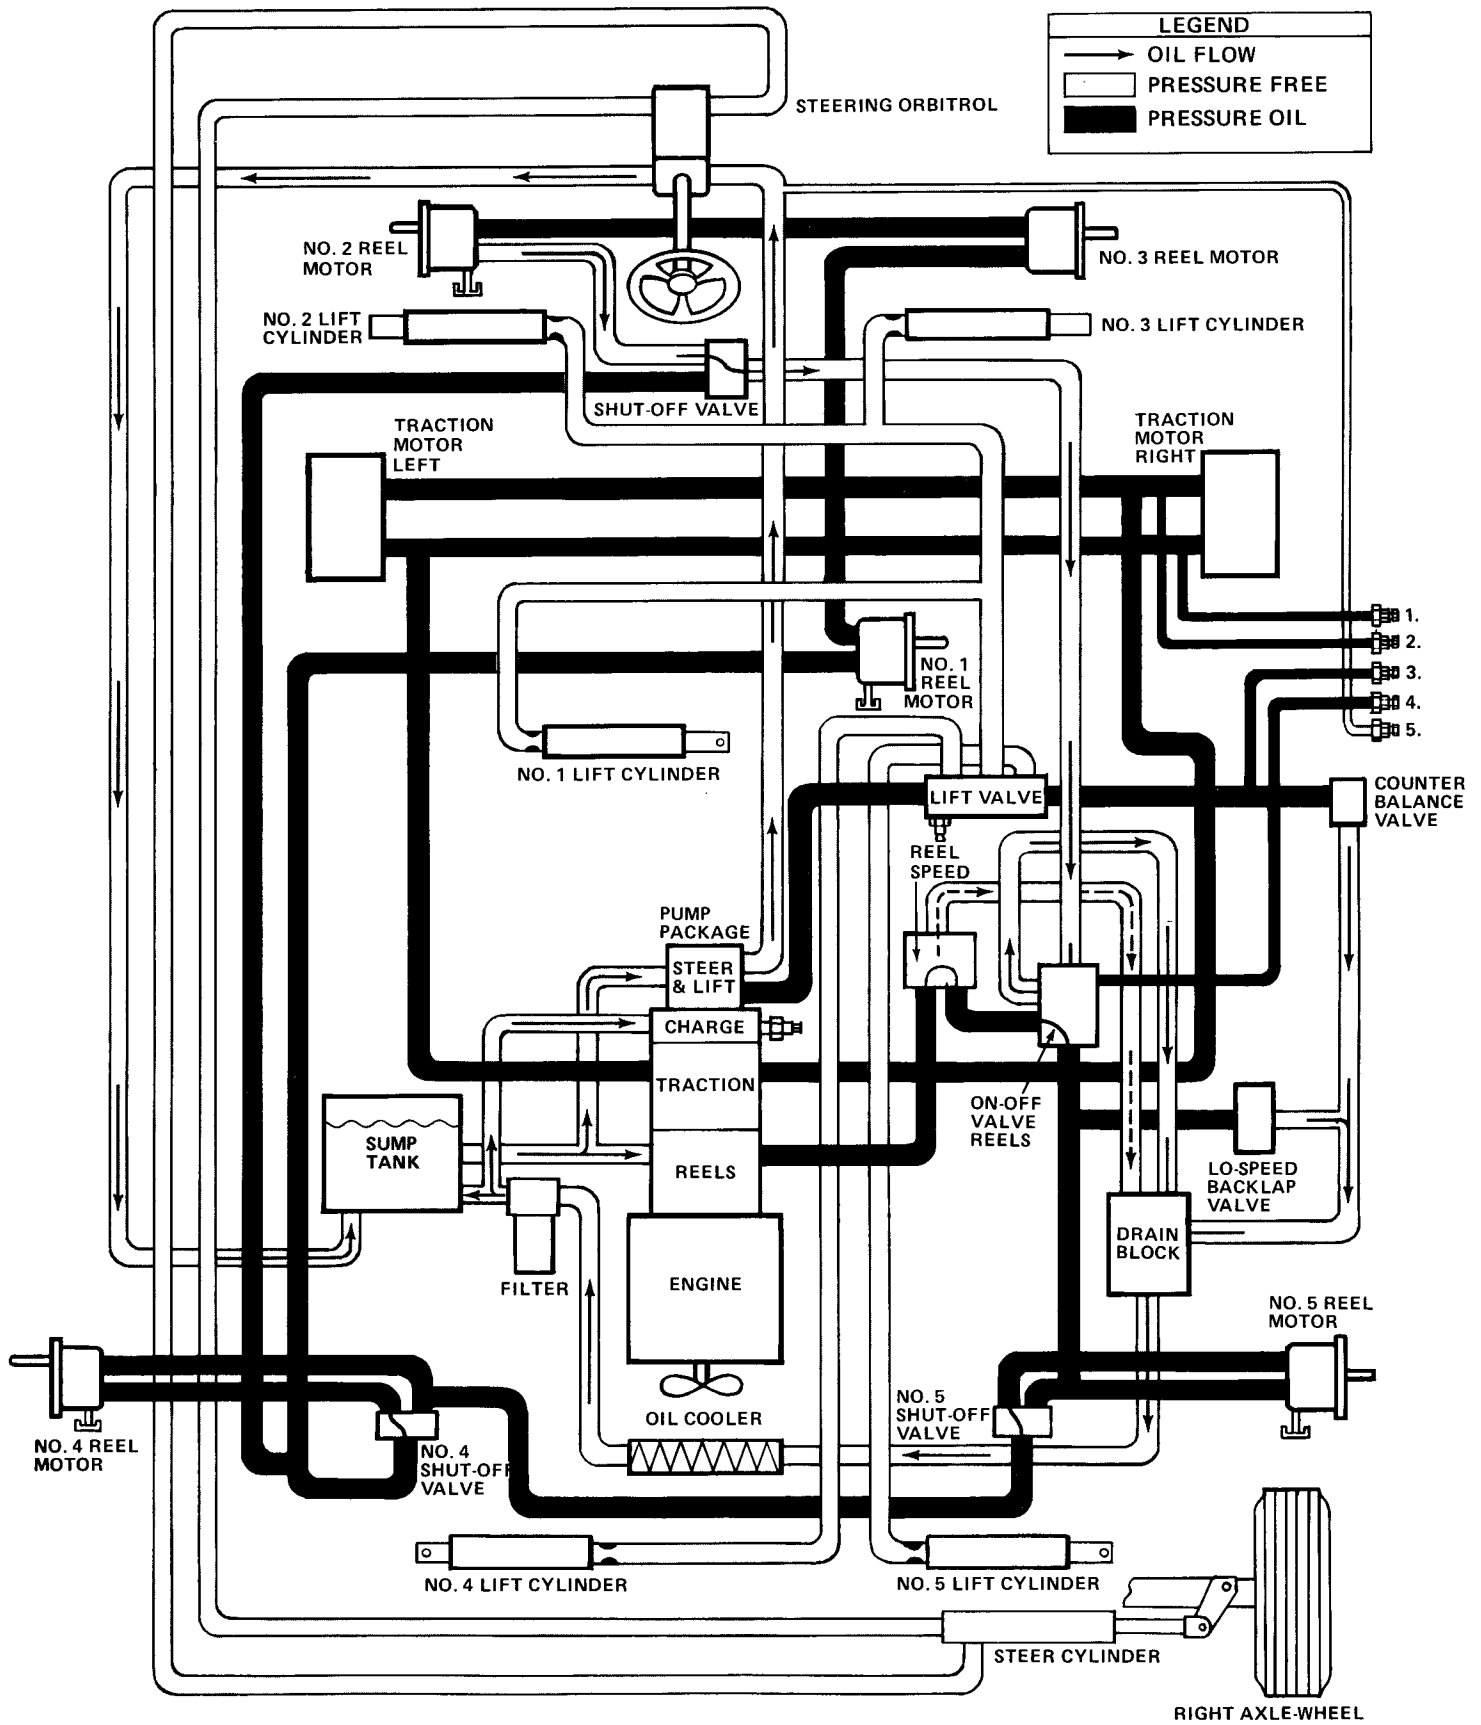 LEGEND
OIL FLOW
PRESSURE FREE
PRESSURE OIL
STEERING ORBITROL
NO. 2 REEL
MOTOR
NO. 3 REEL MOTOR
NO. 2 LIFT
CYLINDER
NO. 3 LIFT CYLINDER
SHUT-OFF VALVE
TRACTION
MOTOR
LEFT
TRACTION
MOTOR
RIGHT
1.
2.
3.
4.
5.
NO. 1
REEL
MOTOR
NO. 1 LIFT CYLINDER
LIFT VALVE
COUNTER
BALANCE
VALVE
REEL
SPEED
PUMP
PACKAGE
STEER
& LIFT
CHARGE
TRACTION
REELS
ENGINE
ON-OFF
VALVE
REELS
SUMP
TANK
LO-SPEED
BACKLAP
VALVE
DRAIN
BLOCK
FILTER
NO. 5 REEL
MOTOR
NO. 4 REEL
MOTOR
NO. 4
SHUT-OFF
VALVE
OIL COOLER
NO. 5
SHUT-OFF
VALVE
NO. 4 LIFT CYLINDER
NO. 5 LIFT CYLINDER
STEER CYLINDER
RIGHT AXLE-WHEEL